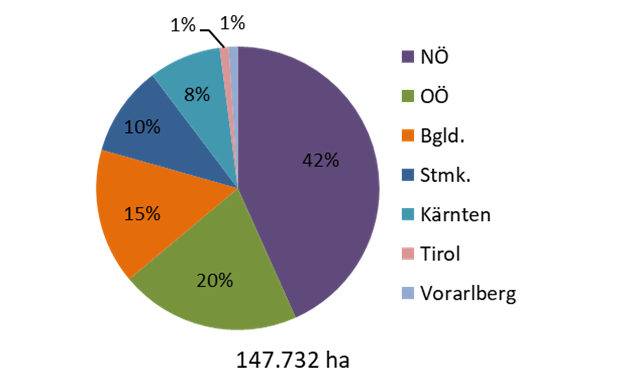 1% 1%
8%
10%
42%
15%
20%
NÖ
OÖ
Bgld.
Stmk.
Kärnten
Tirol
Vorarlberg
147.732 ha